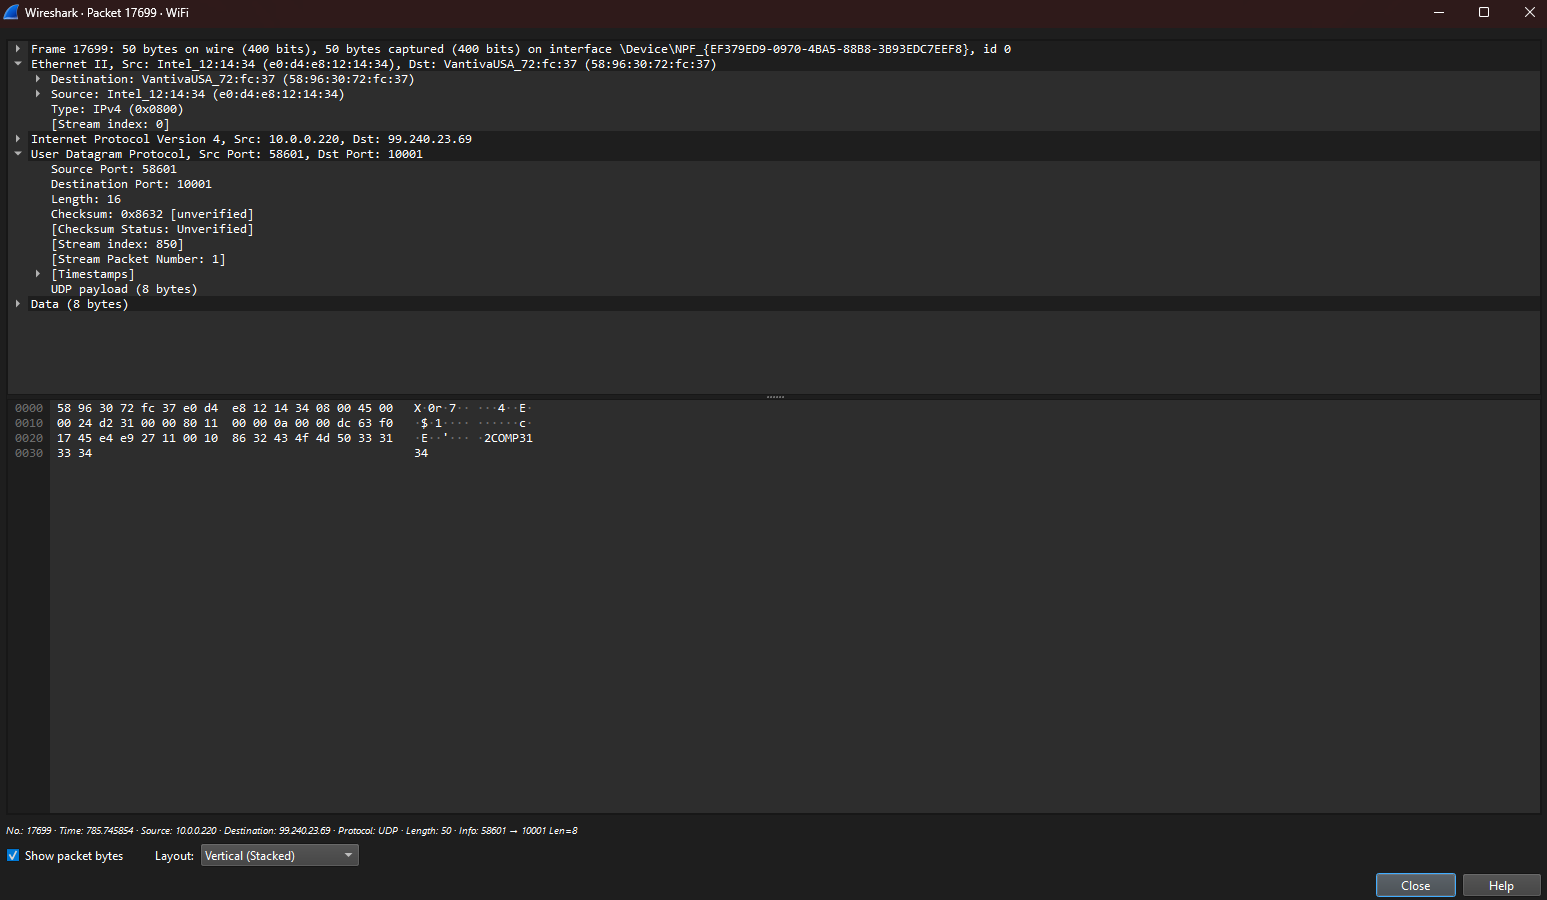 Wireshark · Packet 17699 · WiFi
Frame 17699: 50 bytes on wire (400 bits), 50 bytes captured (400 bits) on interface \Device\NPF_{EF379ED9-0970-4BA5-88B8-3B93EDC7EEF8}, id 0
Ethernet II, Src: Intel_12:14:34 (e0:d4:e8:12:14:34), Dst: VantivaUSA_72:fc:37 (58:96:30:72:fc:37)
Destination: VantivaUSA_72:fc:37 (58:96:30:72:fc:37)
Source: Intel_12:14:34 (e0:d4:e8:12:14:34)
Type: IPv4 (0x0800)
[Stream index: 0]
Internet Protocol Version 4, Src: 10.0.0.220, Dst: 99.240.23.69
User Datagram Protocol, Src Port: 58601, Dst Port: 10001
Source Port: 58601
Destination Port: 10001
Length: 16
Checksum: 0x8632 [unverified]
[Checksum Status: Unverified]
[Stream index: 850]
[Stream Packet Number: 1]
[Timestamps]
UDP payload (8 bytes)
Data (8 bytes)
0000 58 96 30 72 fc 37 e0 d4 e8 12 14 34 08 00 45 00 X·0r·7·· ···4··E·
0010 00 24 d2 31 00 00 80 11 00 00 0a 00 00 dc 63 f0 ·$·1···· ······c·
0020 17 45 e4 e9 27 11 00 10 86 32 43 4f 4d 50 33 31 ·E··'··· ·2COMP31
0030 33 34 34
No.: 17699 · Time: 785.745854 · Source: 10.0.0.220 · Destination: 99.240.23.69 · Protocol: UDP · Length: 50 · Info: 58601 → 10001 Len=8
Show packet bytes Layout: Vertical (Stacked)
Close Help